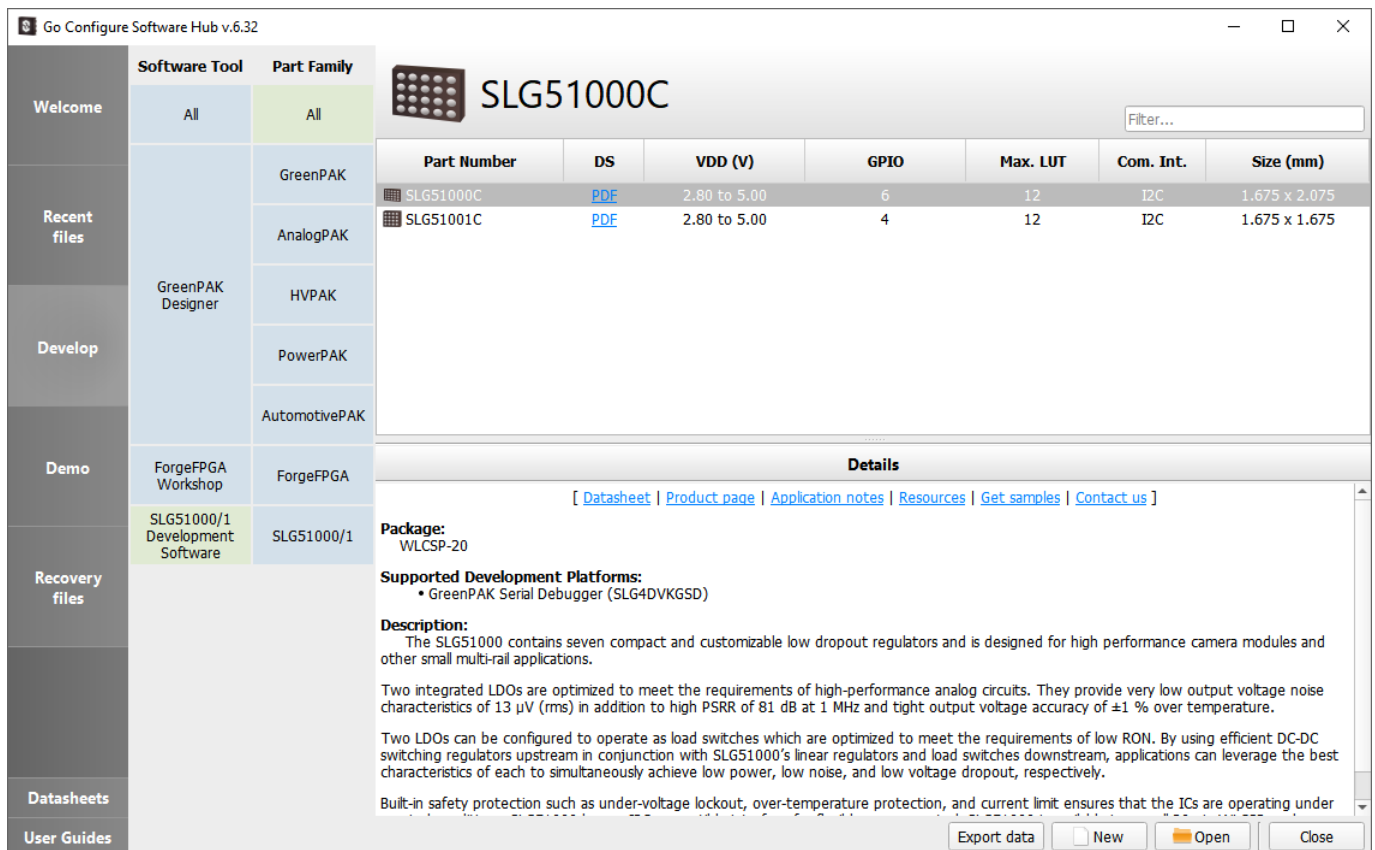 Go Configure Software Hub v.6.32
Welcome
Recent
files
Develop
Demo
Recovery
files
Datasheets
User Guides
Software Tool
All
GreenPAK
Designer
ForgeFPGA
Workshop
SLG51000/1
Development
Software
Part Family
All
GreenPAK
AnalogPAK
HVPAK
PowerPAK
AutomotivePAK
ForgeFPGA
SLG51000/1
SLG51000C
Filter...
Part Number DS VDD (V) GPIO Max. LUT Com. Int. Size (mm)
SLG51000C PDF 2.80 to 5.00 6 12 I2C 1.675 x 2.075
SLG51001C PDF 2.80 to 5.00 4 12 I2C 1.675 x 1.675
Details
[ Datasheet | Product page | Application notes | Resources | Get samples | Contact us ]
Package:
WLCSP-20
Supported Development Platforms:
• GreenPAK Serial Debugger (SLG4DVKGSD)
Description:
The SLG51000 contains seven compact and customizable low dropout regulators and is designed for high performance camera modules and
other small multi-rail applications.
Two integrated LDOs are optimized to meet the requirements of high-performance analog circuits. They provide very low output voltage noise
characteristics of 13 μV (rms) in addition to high PSRR of 81 dB at 1 MHz and tight output voltage accuracy of ±1 % over temperature.
Two LDOs can be configured to operate as load switches which are optimized to meet the requirements of low RON. By using efficient DC-DC
switching regulators upstream in conjunction with SLG51000's linear regulators and load switches downstream, applications can leverage the best
characteristics of each to simultaneously achieve low power, low noise, and low voltage dropout, respectively.
Built-in safety protection such as under-voltage lockout, over-temperature protection, and current limit ensures that the ICs are operating under
Export data New Open Close